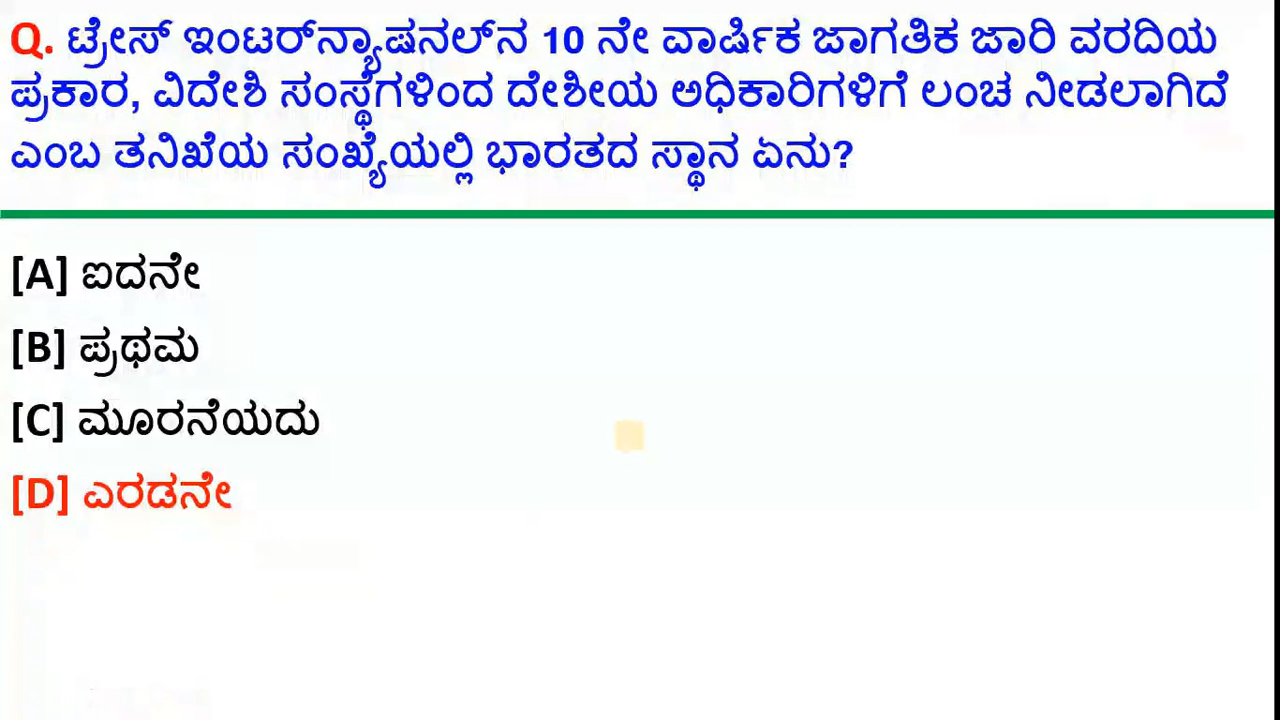 Q. ಟ್ರೇಸ್ ಇಂಟರ್‌ನ್ಯಾಷನಲ್‌ನ 10 ನೇ ವಾರ್ಷಿಕ ಜಾಗತಿಕ ಜಾರಿ ವರದಿಯ
ಪ್ರಕಾರ, ವಿದೇಶಿ ಸಂಸ್ಥೆಗಳಿಂದ ದೇಶೀಯ ಅಧಿಕಾರಿಗಳಿಗೆ ಲಂಚ ನೀಡಲಾಗಿದೆ
ಎಂಬ ತನಿಖೆಯ ಸಂಖ್ಯೆಯಲ್ಲಿ ಭಾರತದ ಸ್ಥಾನ ಏನು?
[A] ಐದನೇ
[B] ಪ್ರಥಮ
[C] ಮೂರನೆಯದು
[D] ಎರಡನೇ